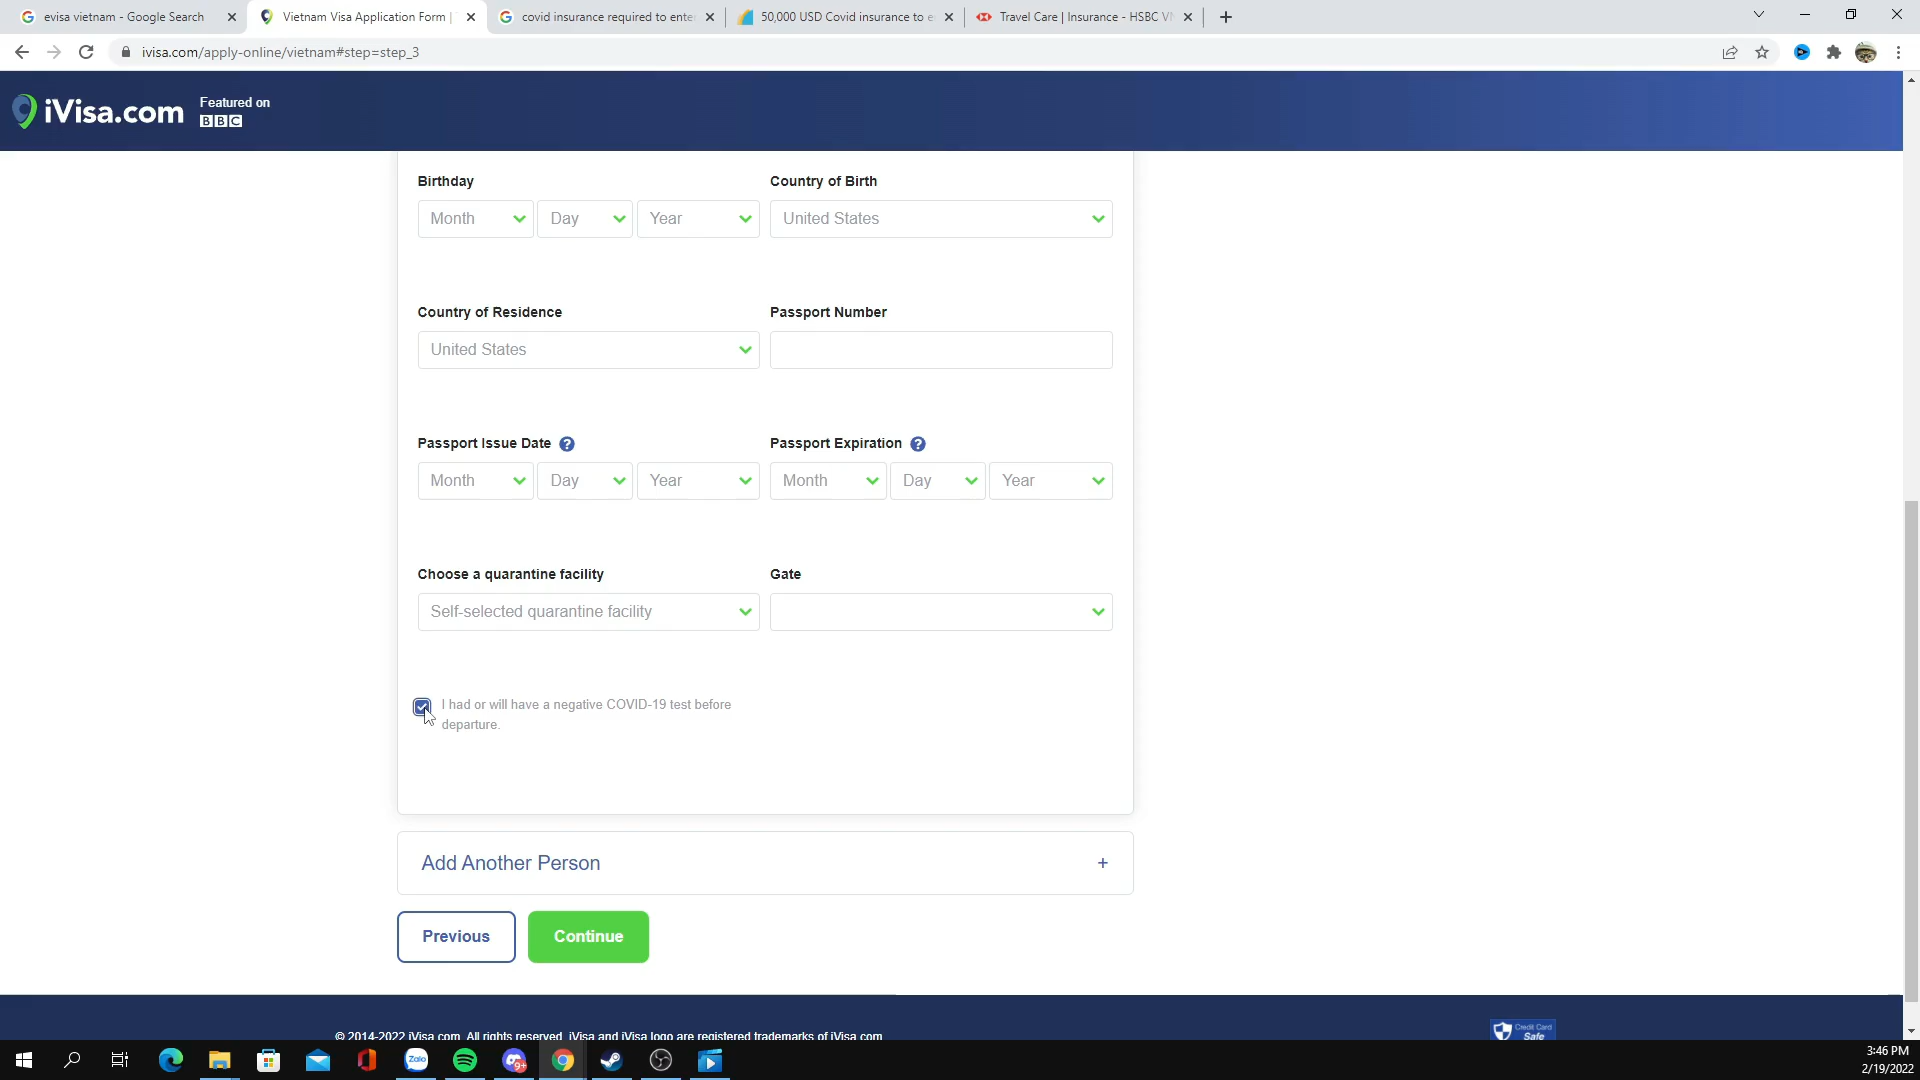 evisa vietnam - Google Search
Vietnam Visa Application Form |
covid insurance required to ente
50,000 USD Covid insurance to e
Travel Care | Insurance - HSBC V
ivisa.com/apply-online/vietnam#step=step_3
iVisa.com
Featured on
BBC
Birthday
Country of Birth
Month
Day
Year
United States
Country of Residence
Passport Number
United States
Passport Issue Date ?
Passport Expiration ?
Month
Day
Year
Month
Day
Year
Choose a quarantine facility
Gate
Self-selected quarantine facility
I had or will have a negative COVID-19 test before
departure.
Add Another Person
+
Previous
Continue
© 2014-2022 iVisa.com. All rights reserved. iVisa and iVisa logo are registered trademarks of iVisa.com
Credit Card
Safe
Zalo
9+
3:46 PM
2/19/2022